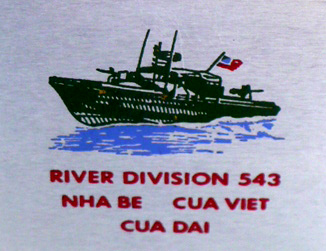 RIVER DIVISION 543
NHA BE CUA VIET
CUA DAI